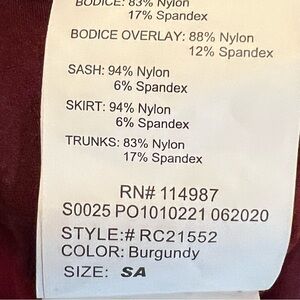 BODICE: 83% Nylon
17% Spandex
BODICE OVERLAY: 88% Nylon
12% Spandex
SASH: 94% Nylon
6% Spandex
SKIRT: 94% Nylon
6% Spandex
TRUNKS: 83% Nylon
17% Spandex
RN# 114987
S0025 PO1010221 062020
STYLE:# RC21552
COLOR: Burgundy
SIZE: SA